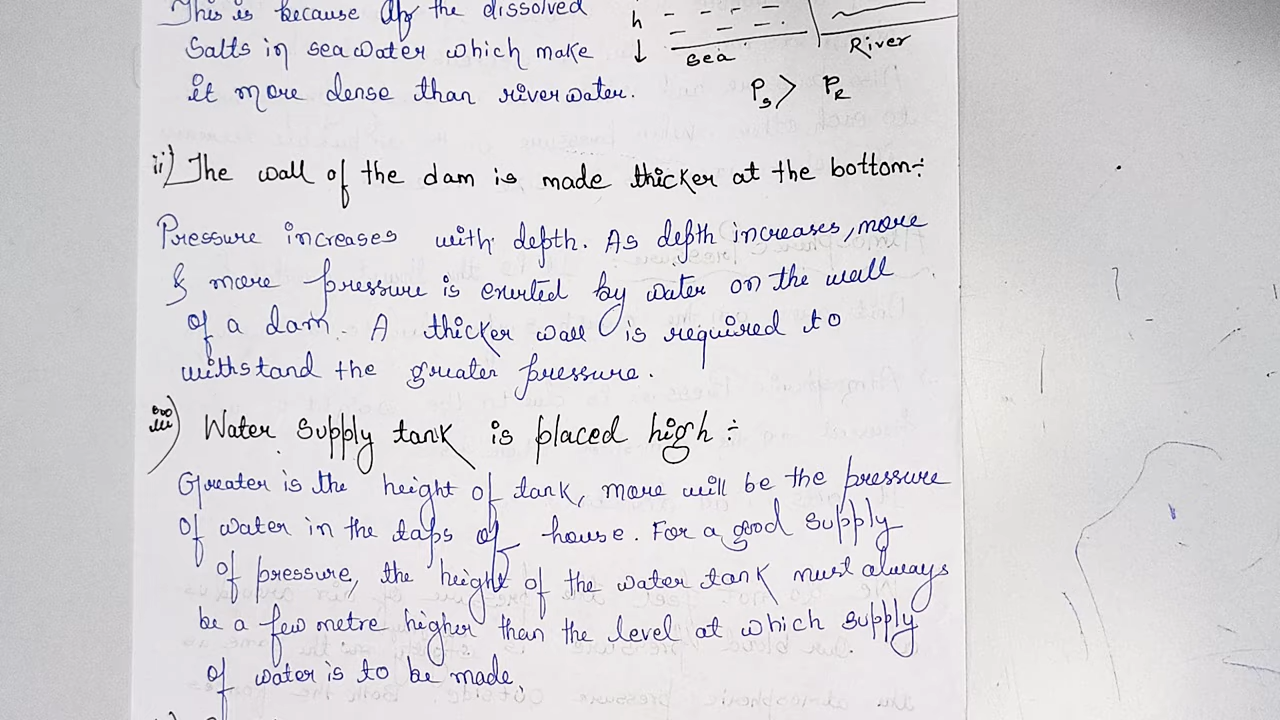 This is because of the dissolved
salts in sea water which make
it more dense than river water.
h
↓
sea
River
Ps > PR
ii) The wall of the dam is made thicker at the bottom÷
Pressure increases with depth. As depth increases, more
& more pressure is exerted by water on the wall
of a dam. A thicker wall is required to
withstand the greater pressure.
iii) Water supply tank is placed high ÷
Greater is the height of tank, more will be the pressure
of water in the taps of house. For a good supply
of pressure, the height of the water tank must always
be a few metre higher than the level at which supply
of water is to be made.